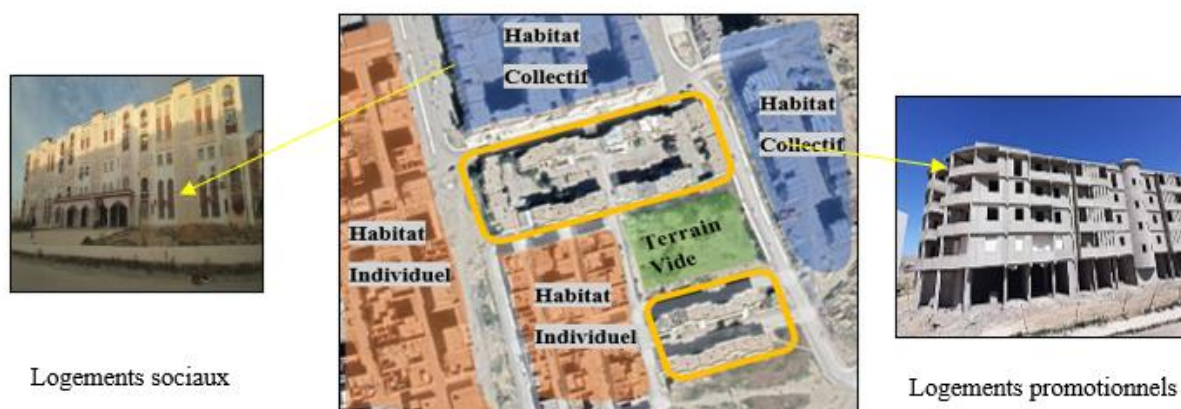 Habitat
Collectif
Habitat
Collectif
Habitat
Individuel
Terrain
Vide
Habitat
Individuel
Logements sociaux
Logements promotionnels